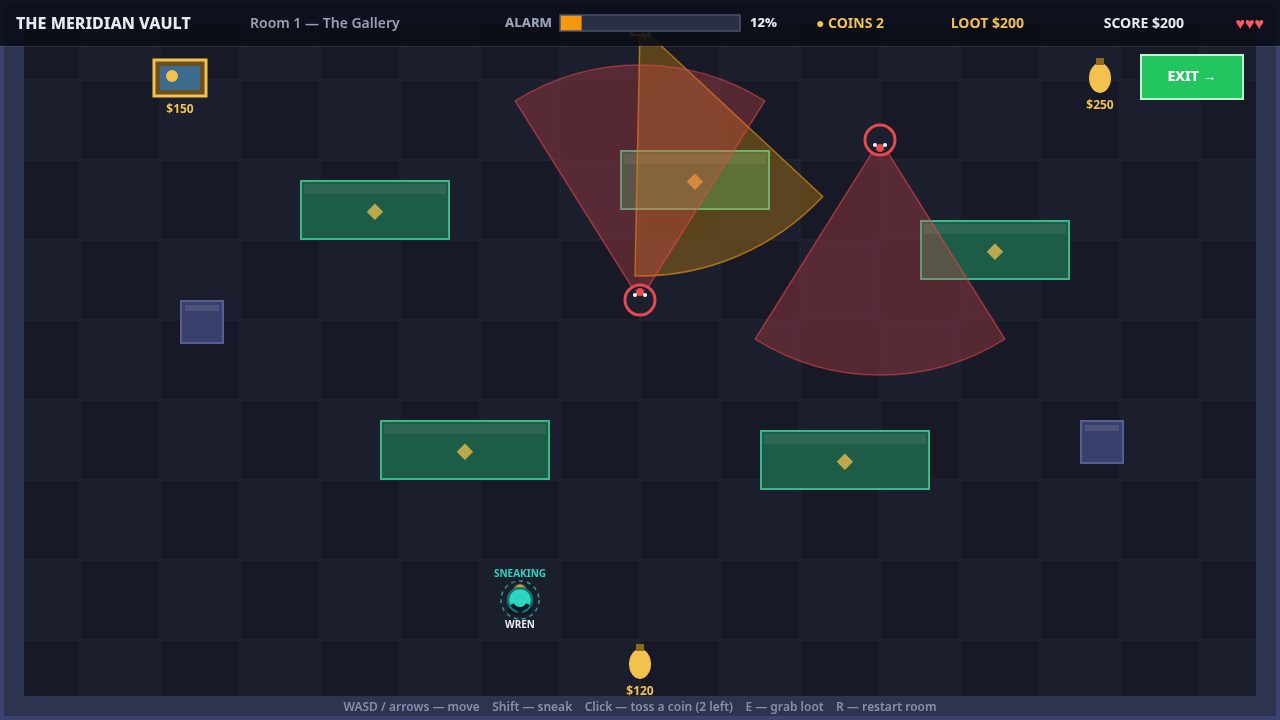 THE MERIDIAN VAULT Room 1 — The Gallery ALARM 12% ● COINS 2 LOOT $200 SCORE $200 ♥♥♥
EXIT →
$150
$250
SNEAKING
WREN
$120
WASD / arrows — move Shift — sneak Click — toss a coin (2 left) E — grab loot R — restart room